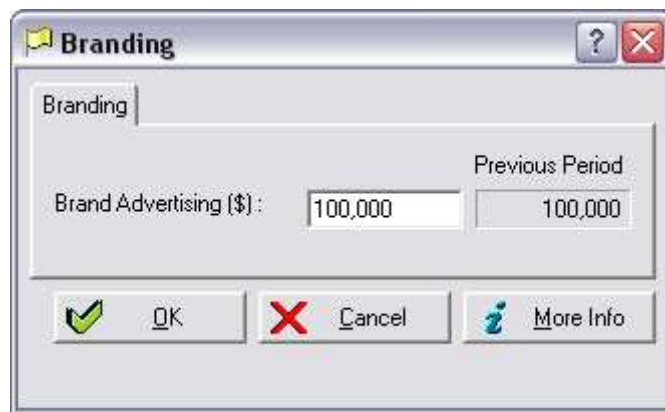 Branding
Branding
Previous Period
Brand Advertising ($) : 100,000 100,000
OK Cancel More Info